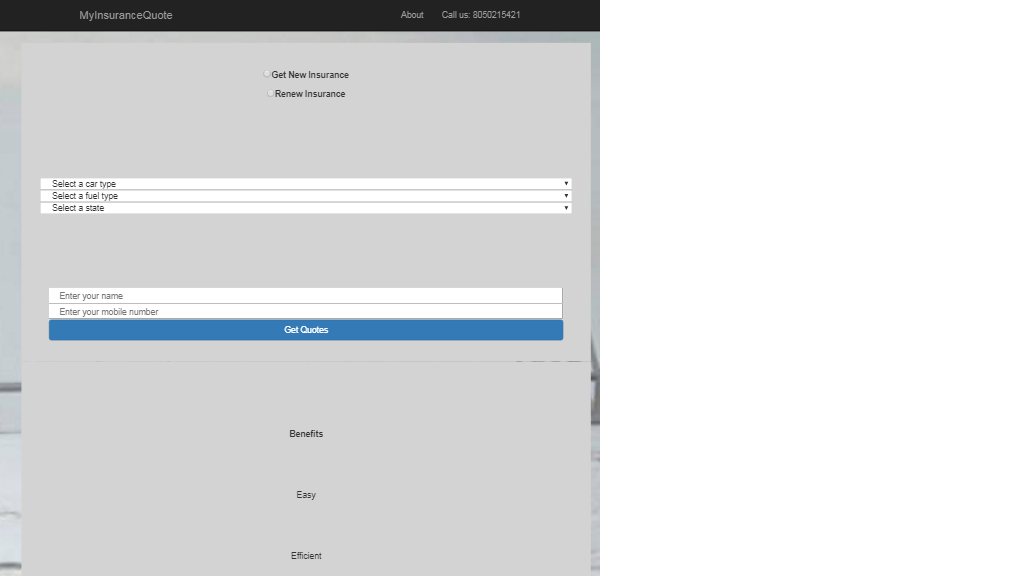 MyInsuranceQuote About Call us: 8050215421
Get New Insurance
Renew Insurance
Select a car type
Select a fuel type
Select a state
Enter your name
Enter your mobile number
Get Quotes
Benefits
Easy
Efficient